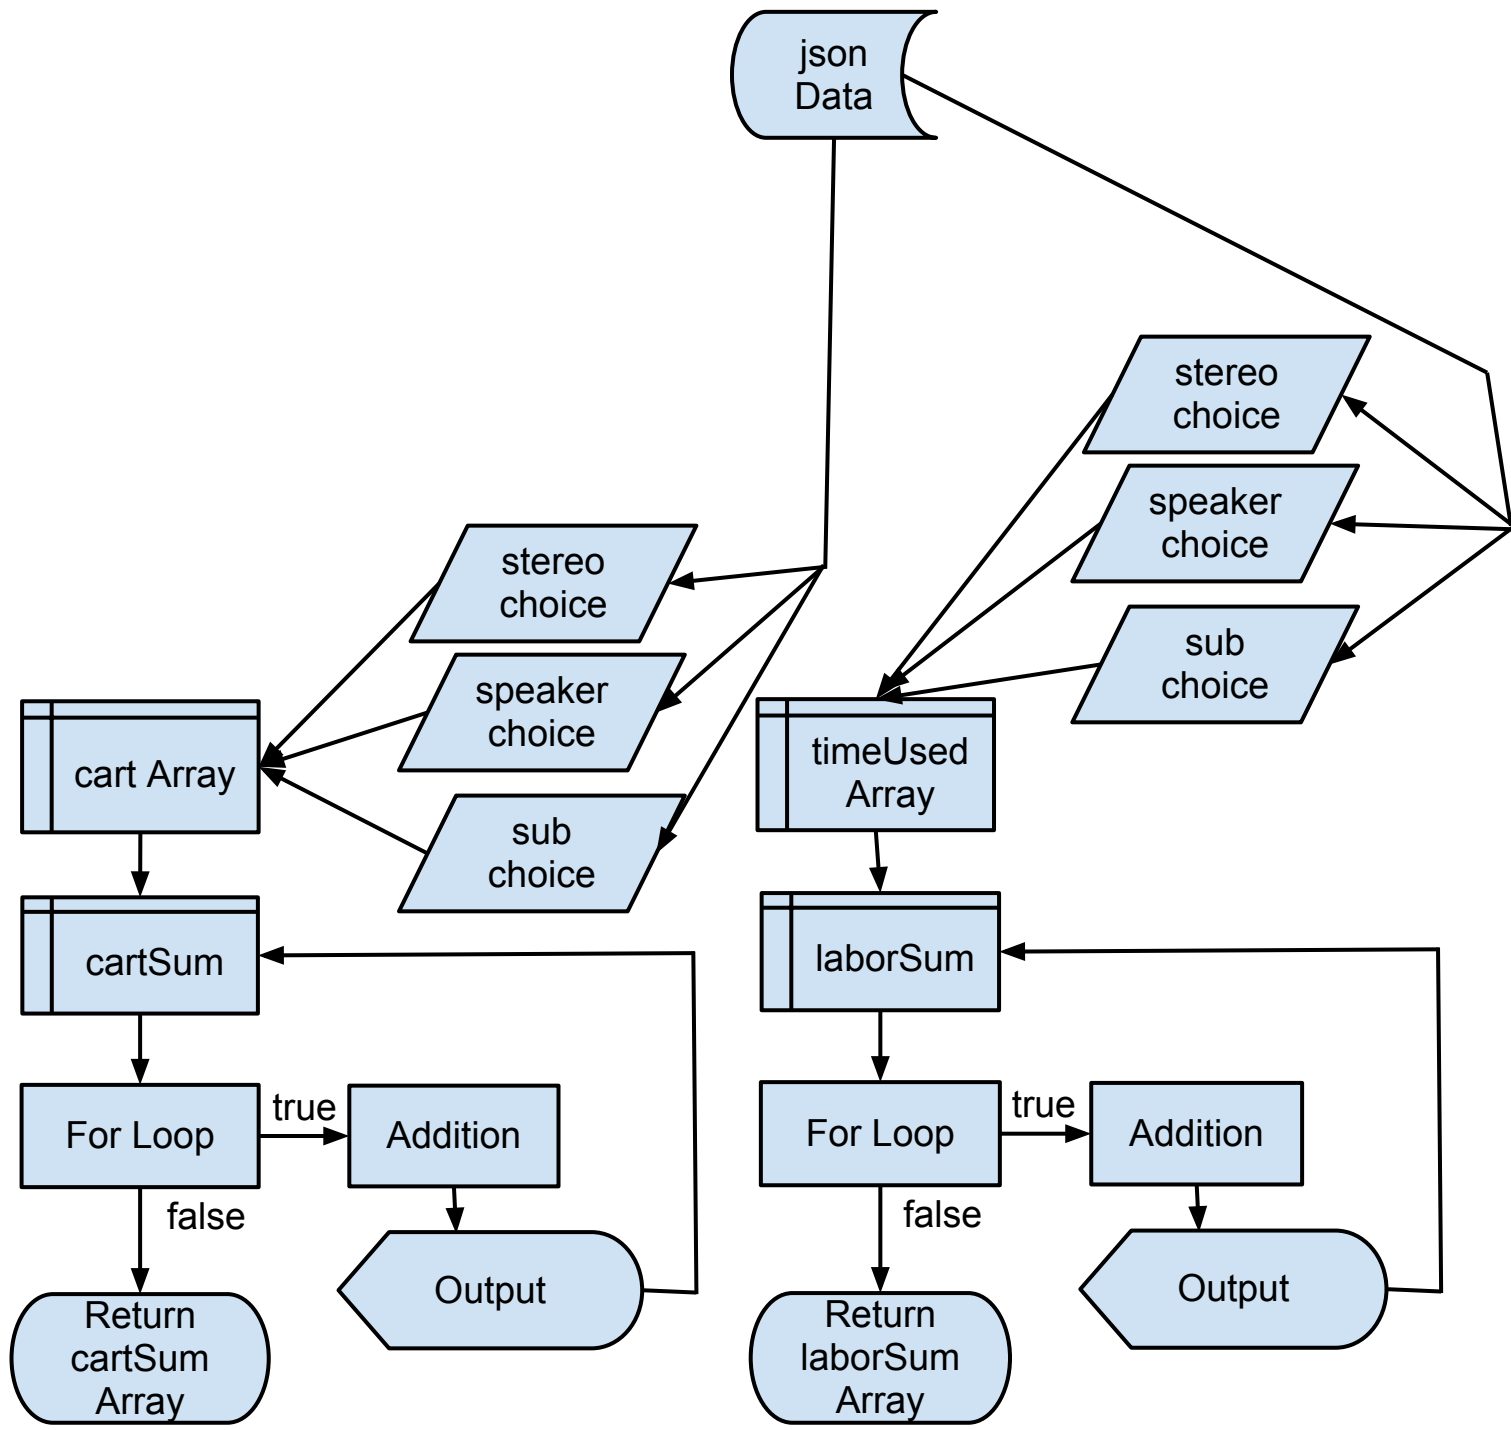 json
Data
stereo
choice
speaker
choice
sub
choice
stereo
choice
speaker
choice
sub
choice
cart Array
timeUsed
Array
cartSum
laborSum
For Loop
true
Addition
false
Output
Return
cartSum
Array
For Loop
true
Addition
false
Output
Return
laborSum
Array